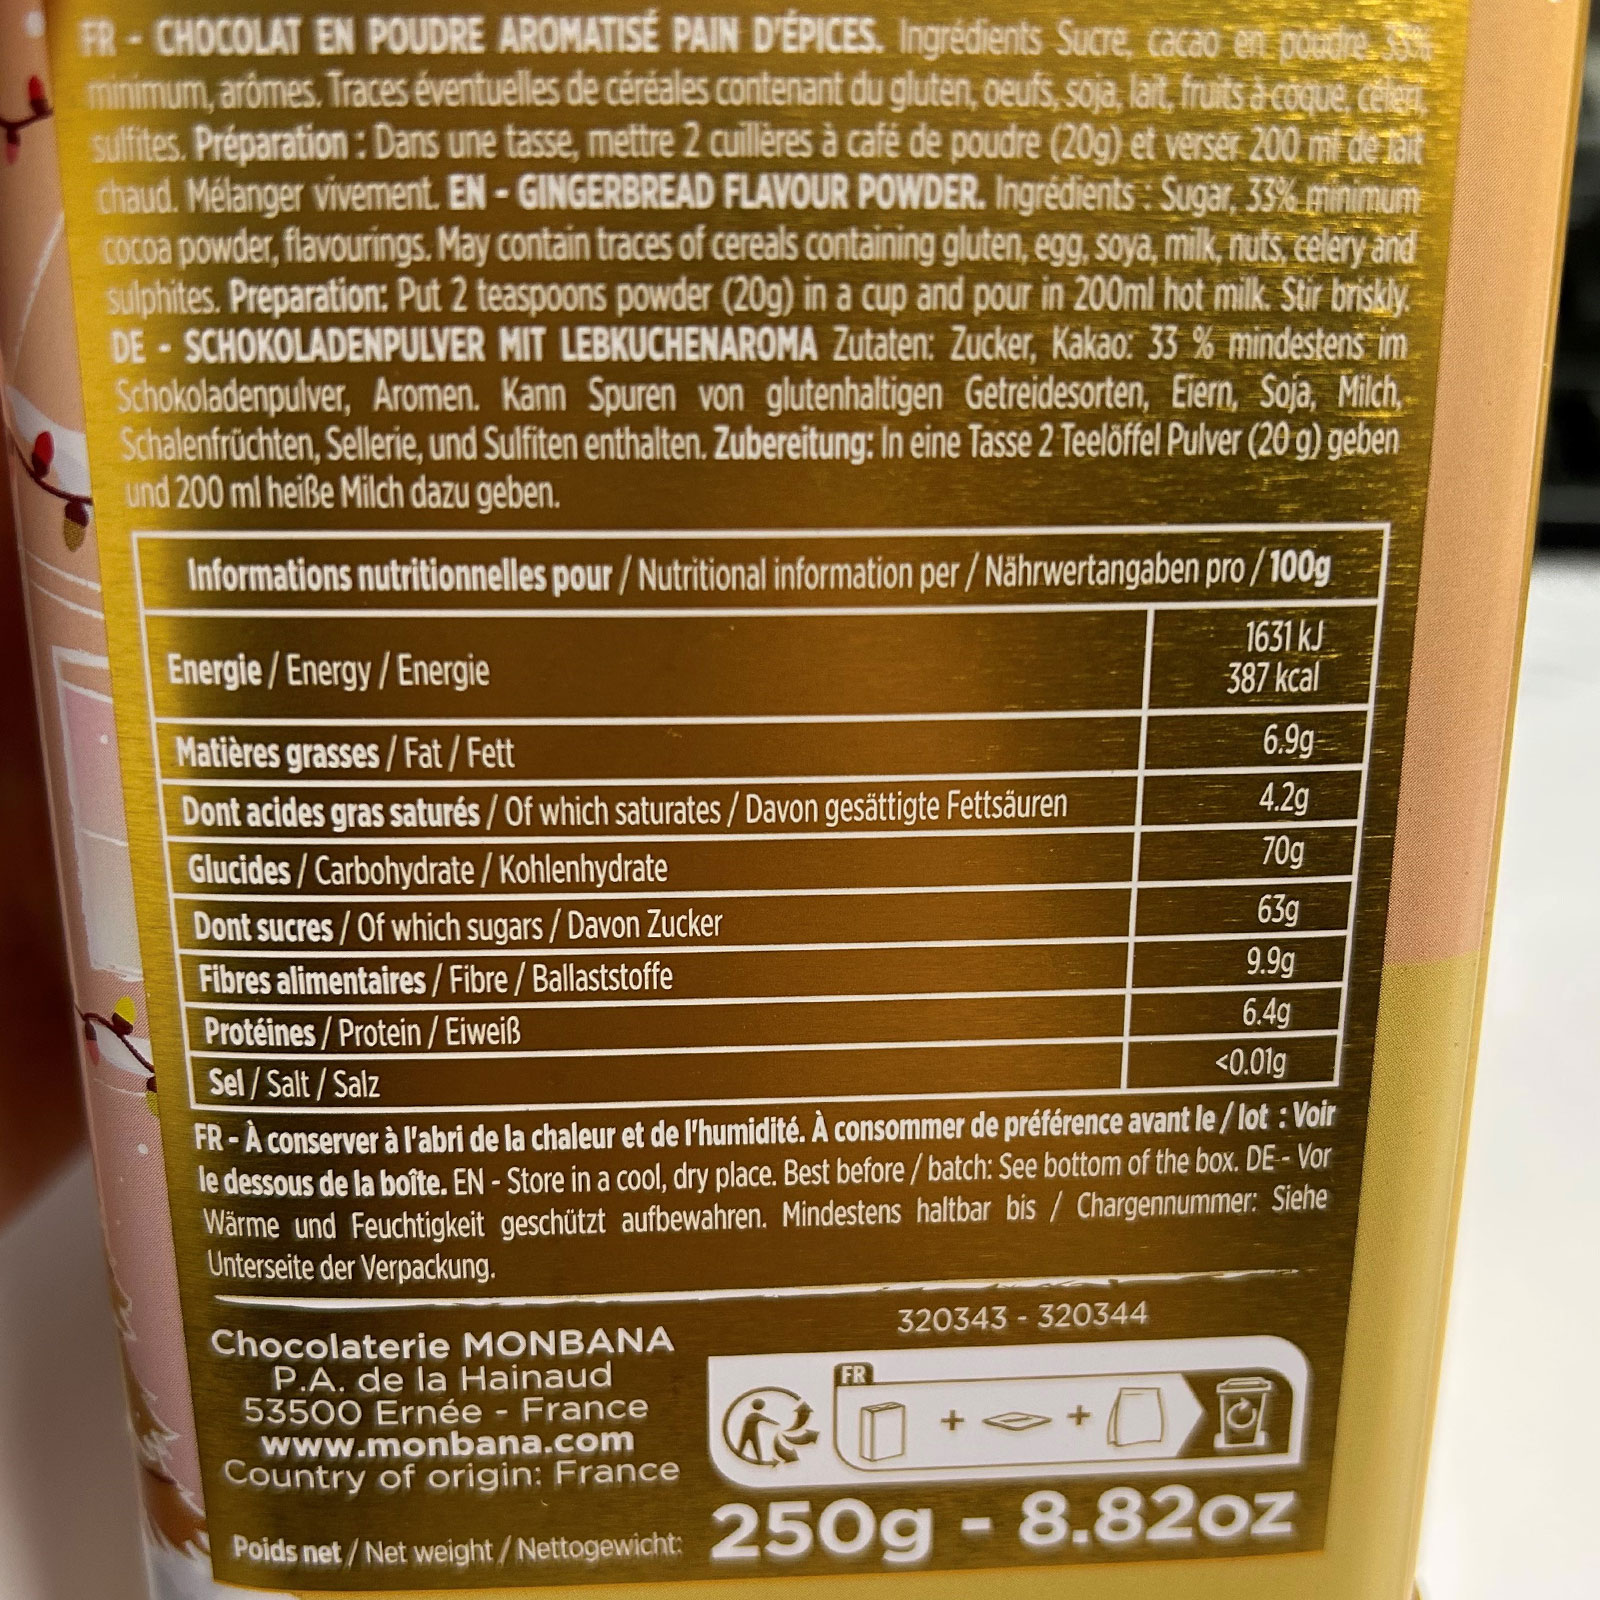 FR - CHOCOLAT EN POUDRE AROMATISÉ PAIN D'ÉPICES. Ingrédients Sucre, cacao en poudre 33%
minimum, arômes. Traces éventuelles de céréales contenant du gluten, oeufs, soja, lait, fruits à coque, céleri,
sulfites. Préparation : Dans une tasse, mettre 2 cuillères à café de poudre (20g) et verser 200 ml de lait
chaud. Mélanger vivement. EN - GINGERBREAD FLAVOUR POWDER. Ingrédients : Sugar, 33% minimum
cocoa powder, flavourings. May contain traces of cereals containing gluten, egg, soya, milk, nuts, celery and
sulphites. Preparation: Put 2 teaspoons powder (20g) in a cup and pour in 200ml hot milk. Stir briskly.
DE - SCHOKOLADENPULVER MIT LEBKUCHENAROMA Zutaten: Zucker, Kakao: 33 % mindestens im
Schokoladenpulver, Aromen. Kann Spuren von glutenhaltigen Getreidesorten, Eiern, Soja, Milch,
Schalenfrüchten, Sellerie, und Sulfiten enthalten. Zubereitung: In eine Tasse 2 Teelöffel Pulver (20 g) geben
und 200 ml heiße Milch dazu geben.
Informations nutritionnelles pour / Nutritional information per / Nährwertangaben pro / 100g
Energie / Energy / Energie 1631 kJ
387 kcal
Matières grasses / Fat / Fett 6.9g
Dont acides gras saturés / Of which saturates / Davon gesättigte Fettsäuren 4.2g
Glucides / Carbohydrate / Kohlenhydrate 70g
Dont sucres / Of which sugars / Davon Zucker 63g
Fibres alimentaires / Fibre / Ballaststoffe 9.9g
Protéines / Protein / Eiweiß 6.4g
Sel / Salt / Salz <0.01g
FR - À conserver à l'abri de la chaleur et de l'humidité. À consommer de préférence avant le / lot : Voir
le dessous de la boîte. EN - Store in a cool, dry place. Best before / batch: See bottom of the box. DE - Vor
Wärme und Feuchtigkeit geschützt aufbewahren. Mindestens haltbar bis / Chargennummer: Siehe
Unterseite der Verpackung.
320343 - 320344
Chocolaterie MONBANA
P.A. de la Hainaud
53500 Ernée - France
www.monbana.com
Country of origin: France
FR
+ +
Poids net / Net weight / Nettogewicht: 250g - 8.82oz